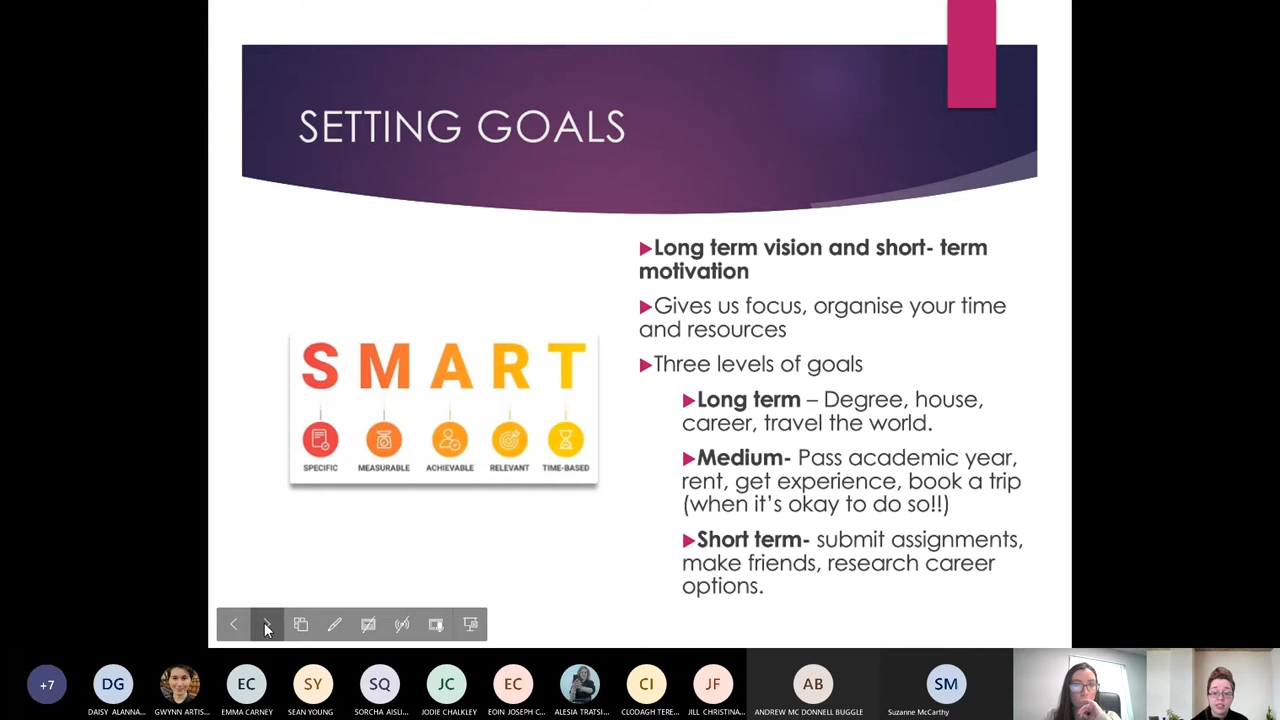 SETTING GOALS
Long term vision and short- term
motivation
Gives us focus, organise your time
and resources
Three levels of goals
Long term – Degree, house,
career, travel the world.
Medium- Pass academic year,
rent, get experience, book a trip
(when it's okay to do so!!)
Short term- submit assignments,
make friends, research career
options.
S M A R T
SPECIFIC MEASURABLE ACHIEVABLE RELEVANT TIME-BASED
+7 DG EC SY SQ JC EC CI JF AB SM
DAISY ALANNA... GWYNN ARTIS... EMMA CARNEY SEAN YOUNG SORCHA AISLI... JODIE CHALKLEY EOIN JOSEPH C... ALESIA TRATSI... CLODAGH TERE... JILL CHRISTINA... ANDREW MC DONNELL BUGGLE Suzanne McCarthy